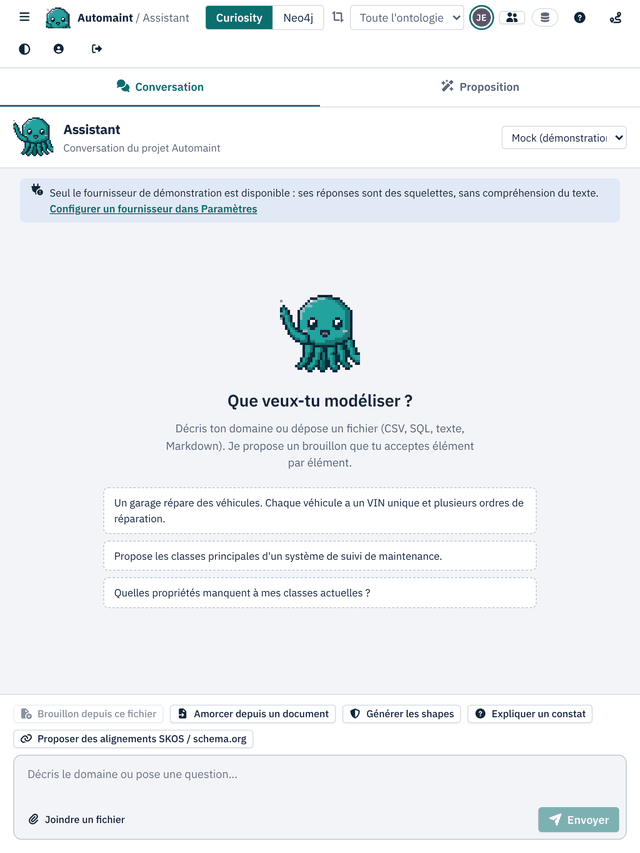 Automaint / Assistant
Curiosity
Neo4j
Toute l'ontologie
JE
Conversation
Proposition
Assistant
Conversation du projet Automaint
Mock (démonstration
Seul le fournisseur de démonstration est disponible : ses réponses sont des squelettes, sans compréhension du texte.
Configurer un fournisseur dans Paramètres
Que veux-tu modéliser ?
Décris ton domaine ou dépose un fichier (CSV, SQL, texte,
Markdown). Je propose un brouillon que tu acceptes élément
par élément.
Un garage répare des véhicules. Chaque véhicule a un VIN unique et plusieurs ordres de
réparation.
Propose les classes principales d'un système de suivi de maintenance.
Quelles propriétés manquent à mes classes actuelles ?
Brouillon depuis ce fichier
Amorcer depuis un document
Générer les shapes
Expliquer un constat
Proposer des alignements SKOS / schema.org
Décris le domaine ou pose une question...
Joindre un fichier
Envoyer